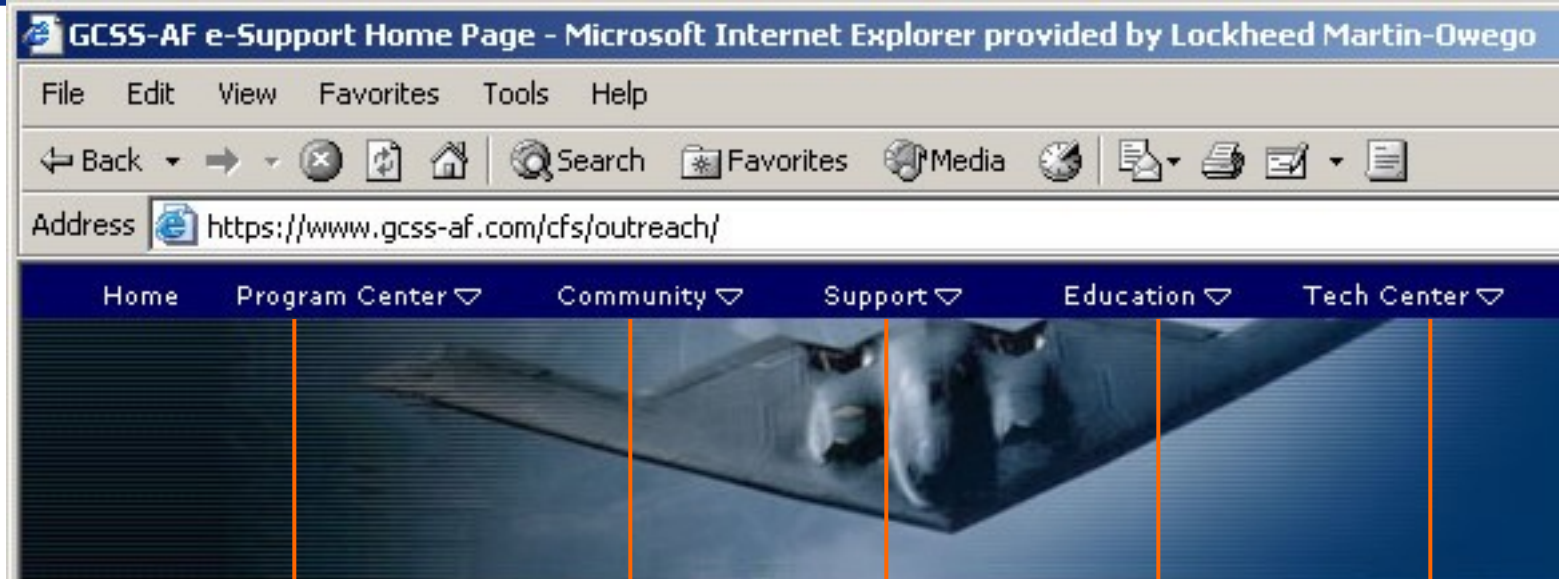 GCSS-AF e-Support Home Page - Microsoft Internet Explorer provided by Lockheed Martin-Owego
File Edit View Favorites Tools Help
Back Search Favorites Media
Address https://www.gcss-af.com/cfs/outreach/
Home Program Center Community Support Education Tech Center